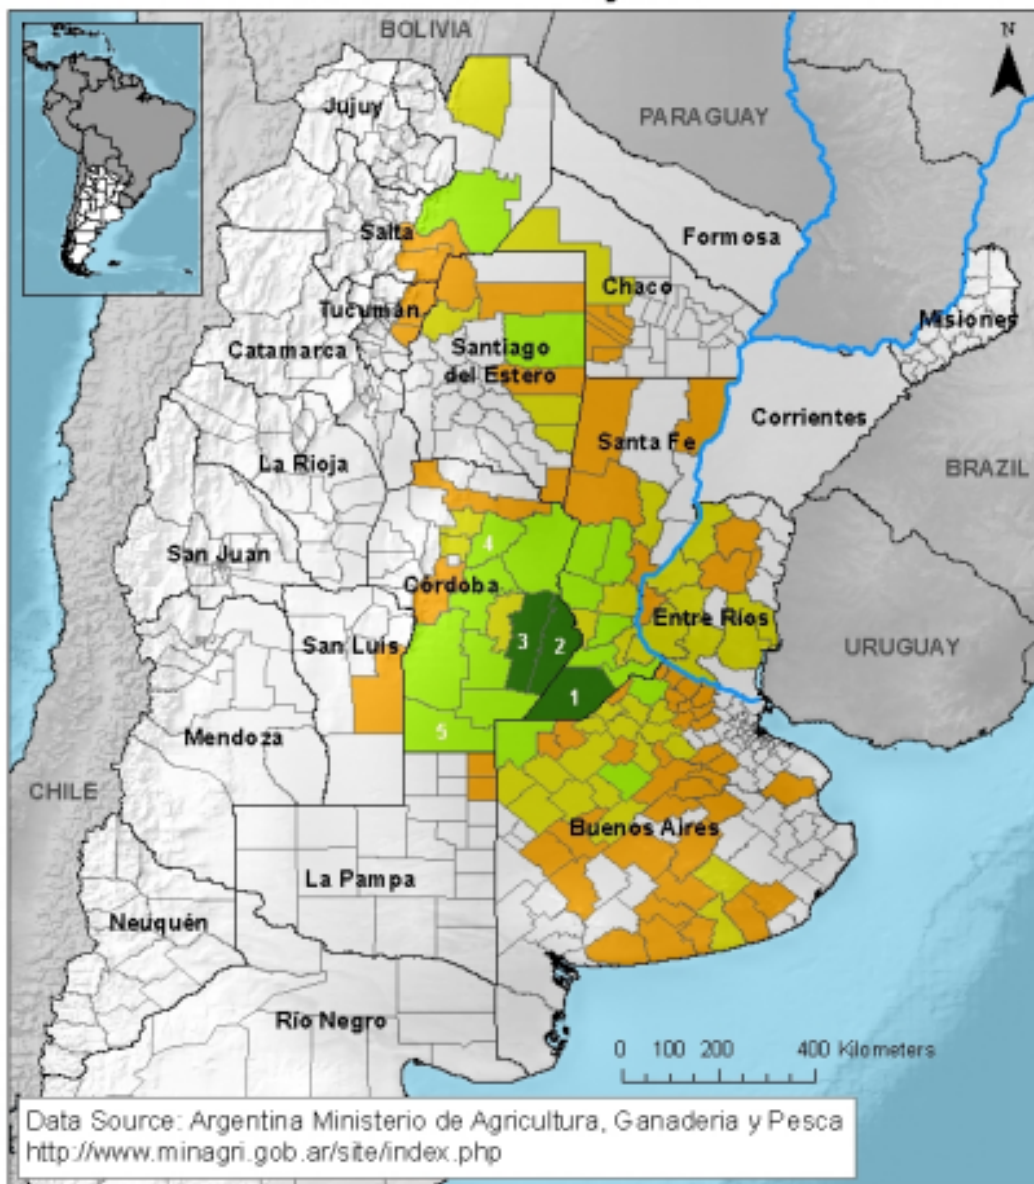 BOLIVIA
N
Jujuy
PARAGUAY
Salta
Formosa
Chaco
Tucumán
Misiones
Catamarca
Santiago
del Estero
Corrientes
Santa Fe
La Rioja
BRAZIL
San Juan
4
Córdoba
Entre Ríos
San Luis
3
2
URUGUAY
1
Mendoza
5
CHILE
Buenos Aires
La Pampa
Neuquén
Río Negro
0 100 200 400 Kilometers
Data Source: Argentina Ministerio de Agricultura, Ganaderia y Pesca
http://www.minagri.gob.ar/site/index.php